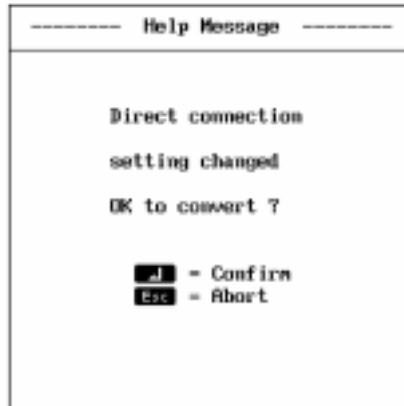 -------- Help Message --------
Direct connection
setting changed
OK to convert ?
↵ = Confirm
Esc = Abort